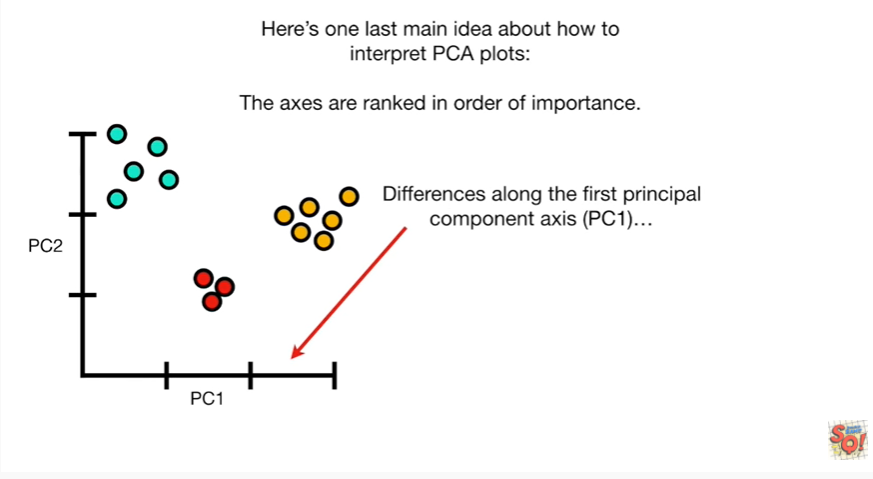 Here’s one last main idea about how to
interpret PCA plots:
The axes are ranked in order of importance.
Differences along the first principal
component axis (PC1)…
PC2
PC1
SQ!